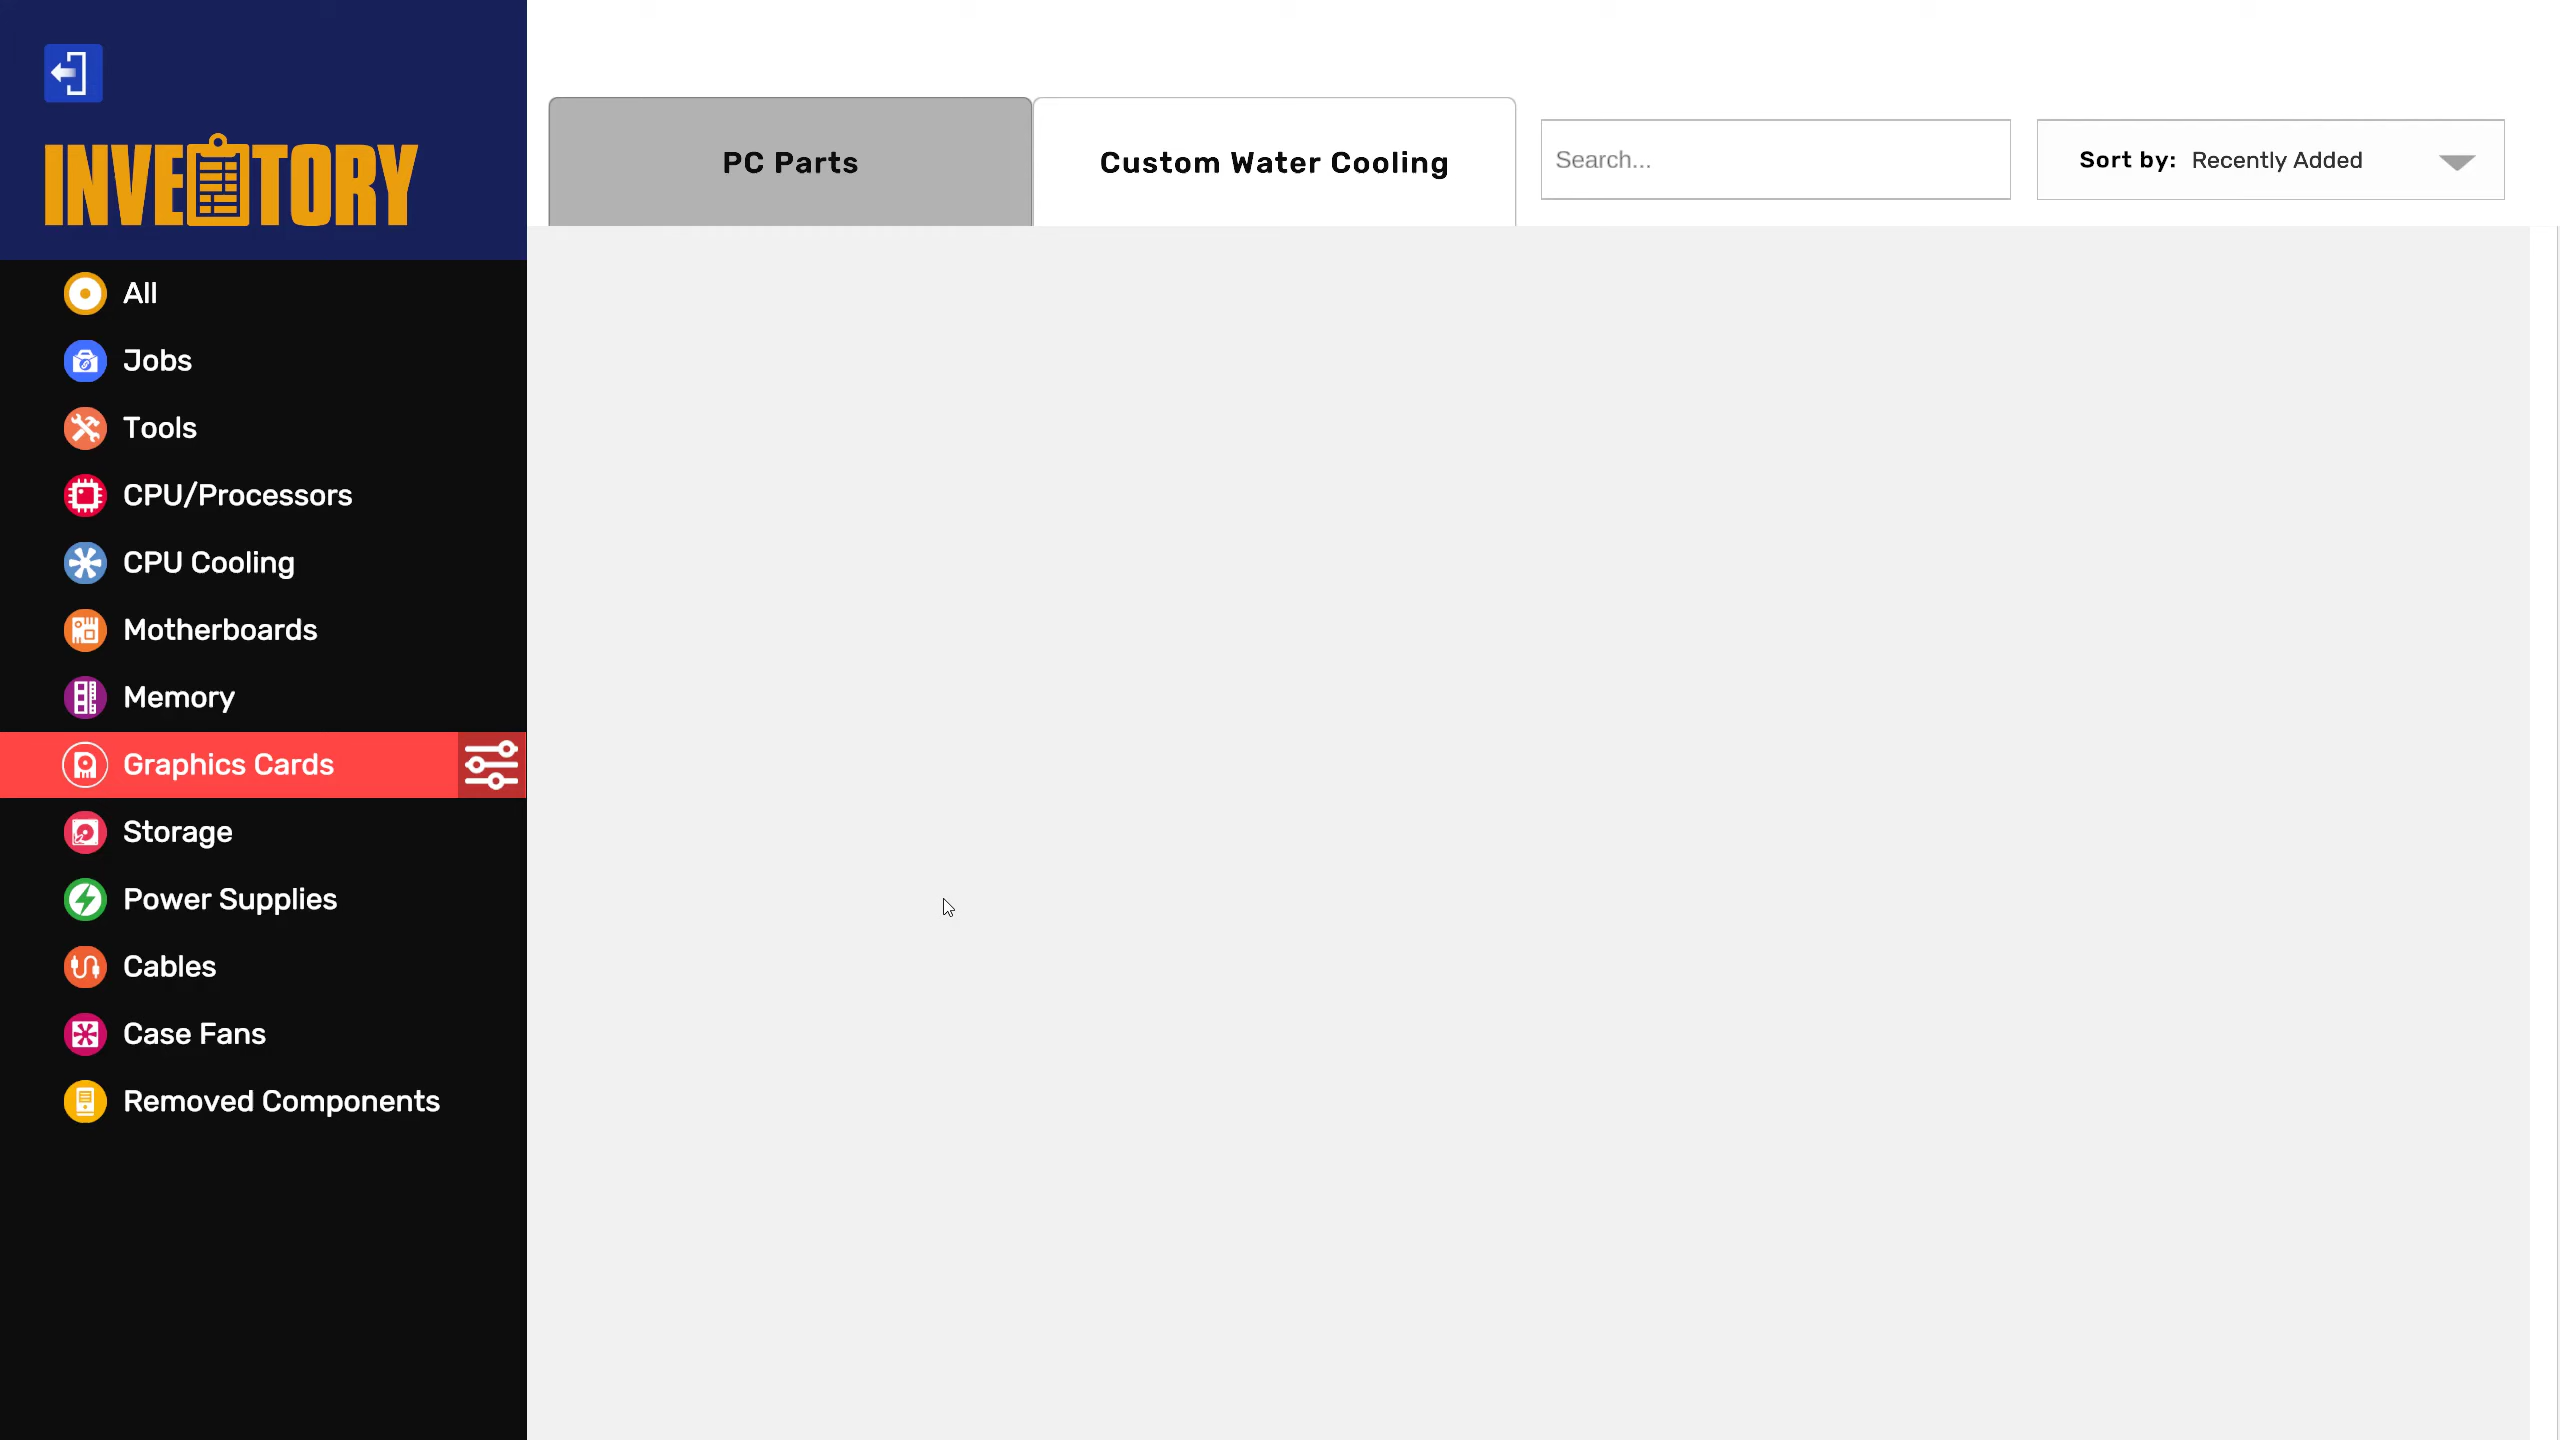 INVENTORY
PC Parts
Custom Water Cooling
Search...
Sort by: Recently Added
All
Jobs
Tools
CPU/Processors
CPU Cooling
Motherboards
Memory
Graphics Cards
Storage
Power Supplies
Cables
Case Fans
Removed Components